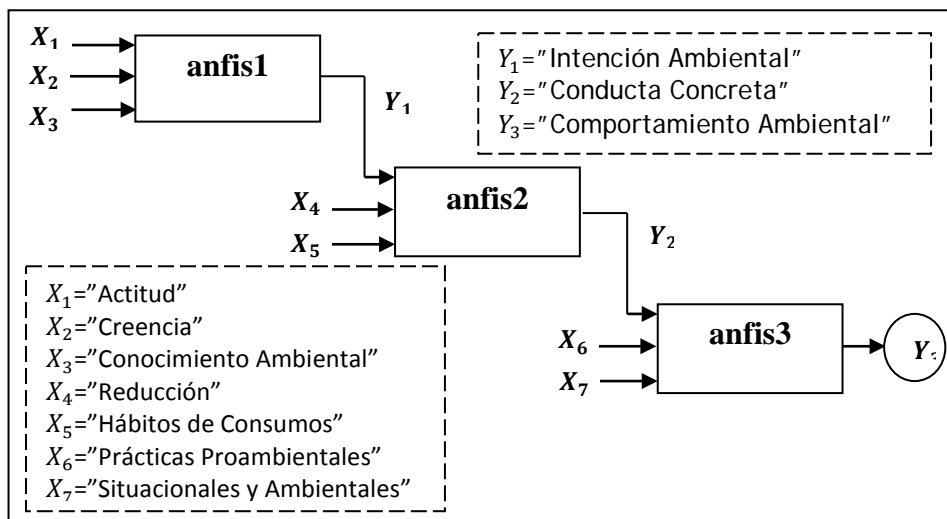 X₁
X₂
X₃
anfis1
Y₁
Y₁="Intención Ambiental"
Y₂="Conducta Concreta"
Y₃="Comportamiento Ambiental"
X₄
X₅
anfis2
Y₂
X₁="Actitud"
X₂="Creencia"
X₃="Conocimiento Ambiental"
X₄="Reducción"
X₅="Hábitos de Consumos"
X₆="Prácticas Proambientales"
X₇="Situacionales y Ambientales"
X₆
X₇
anfis3
Y₃